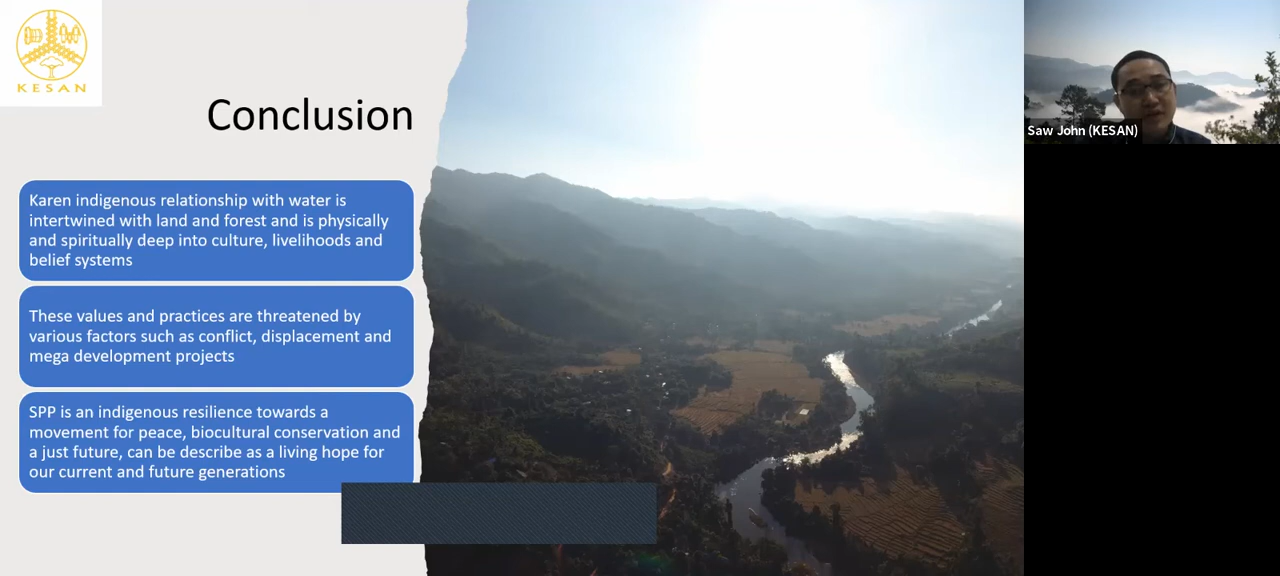 KESAN
Conclusion
Karen indigenous relationship with water is
intertwined with land and forest and is physically
and spiritually deep into culture, livelihoods and
belief systems
These values and practices are threatened by
various factors such as conflict, displacement and
mega development projects
SPP is an indigenous resilience towards a
movement for peace, biocultural conservation and
a just future, can be describe as a living hope for
our current and future generations
Saw John (KESAN)